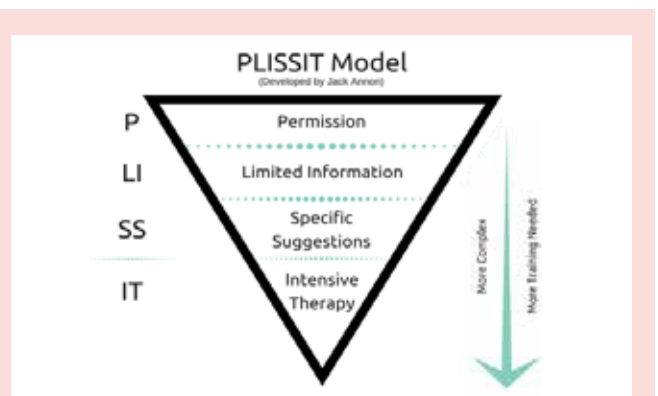 PLISSIT Model
(Developed by Jack Annon)
P
Permission
LI
Limited Information
SS
Specific
Suggestions
IT
Intensive
Therapy
More Complex
More Training Needed